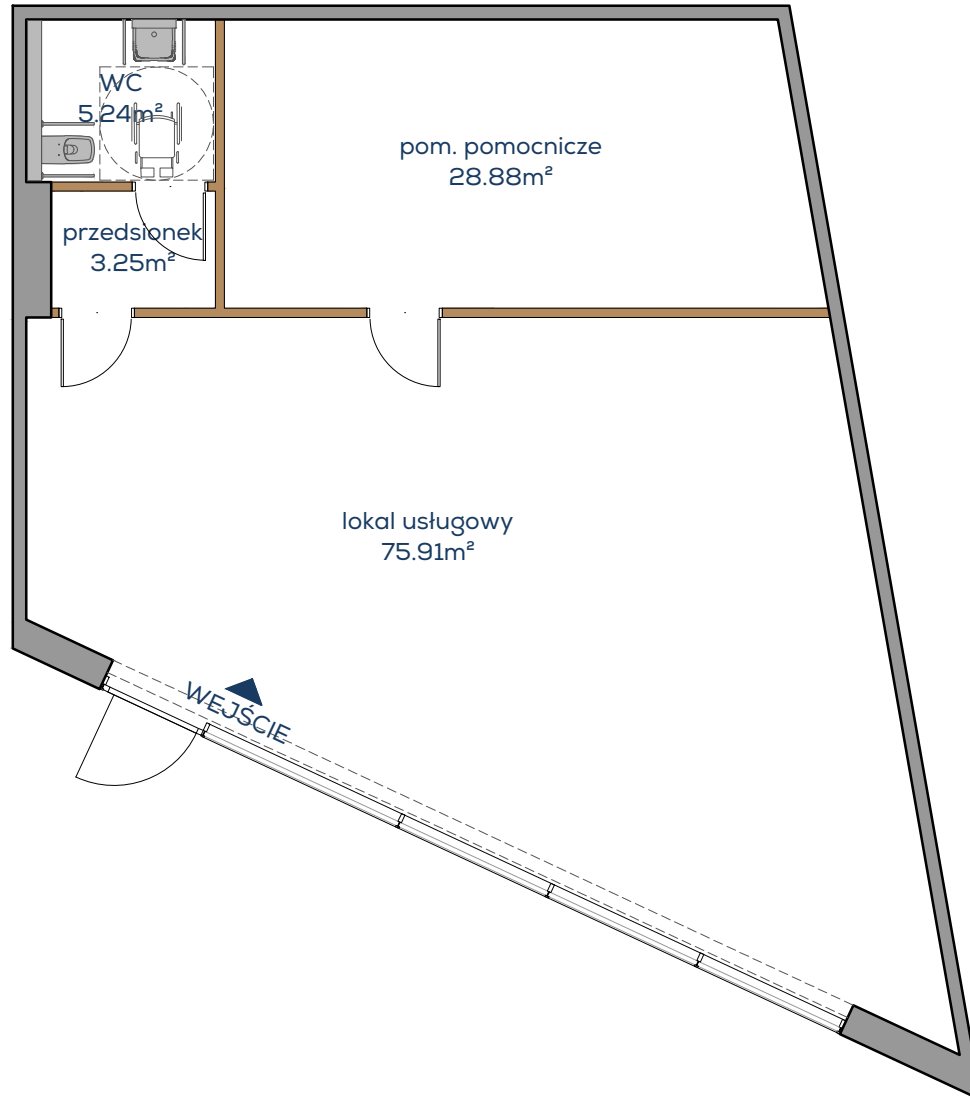 WC
5.24m²
pom. pomocnicze
28.88m²
przedsionek
3.25m²
lokal usługowy
75.91m²
WEJŚCIE